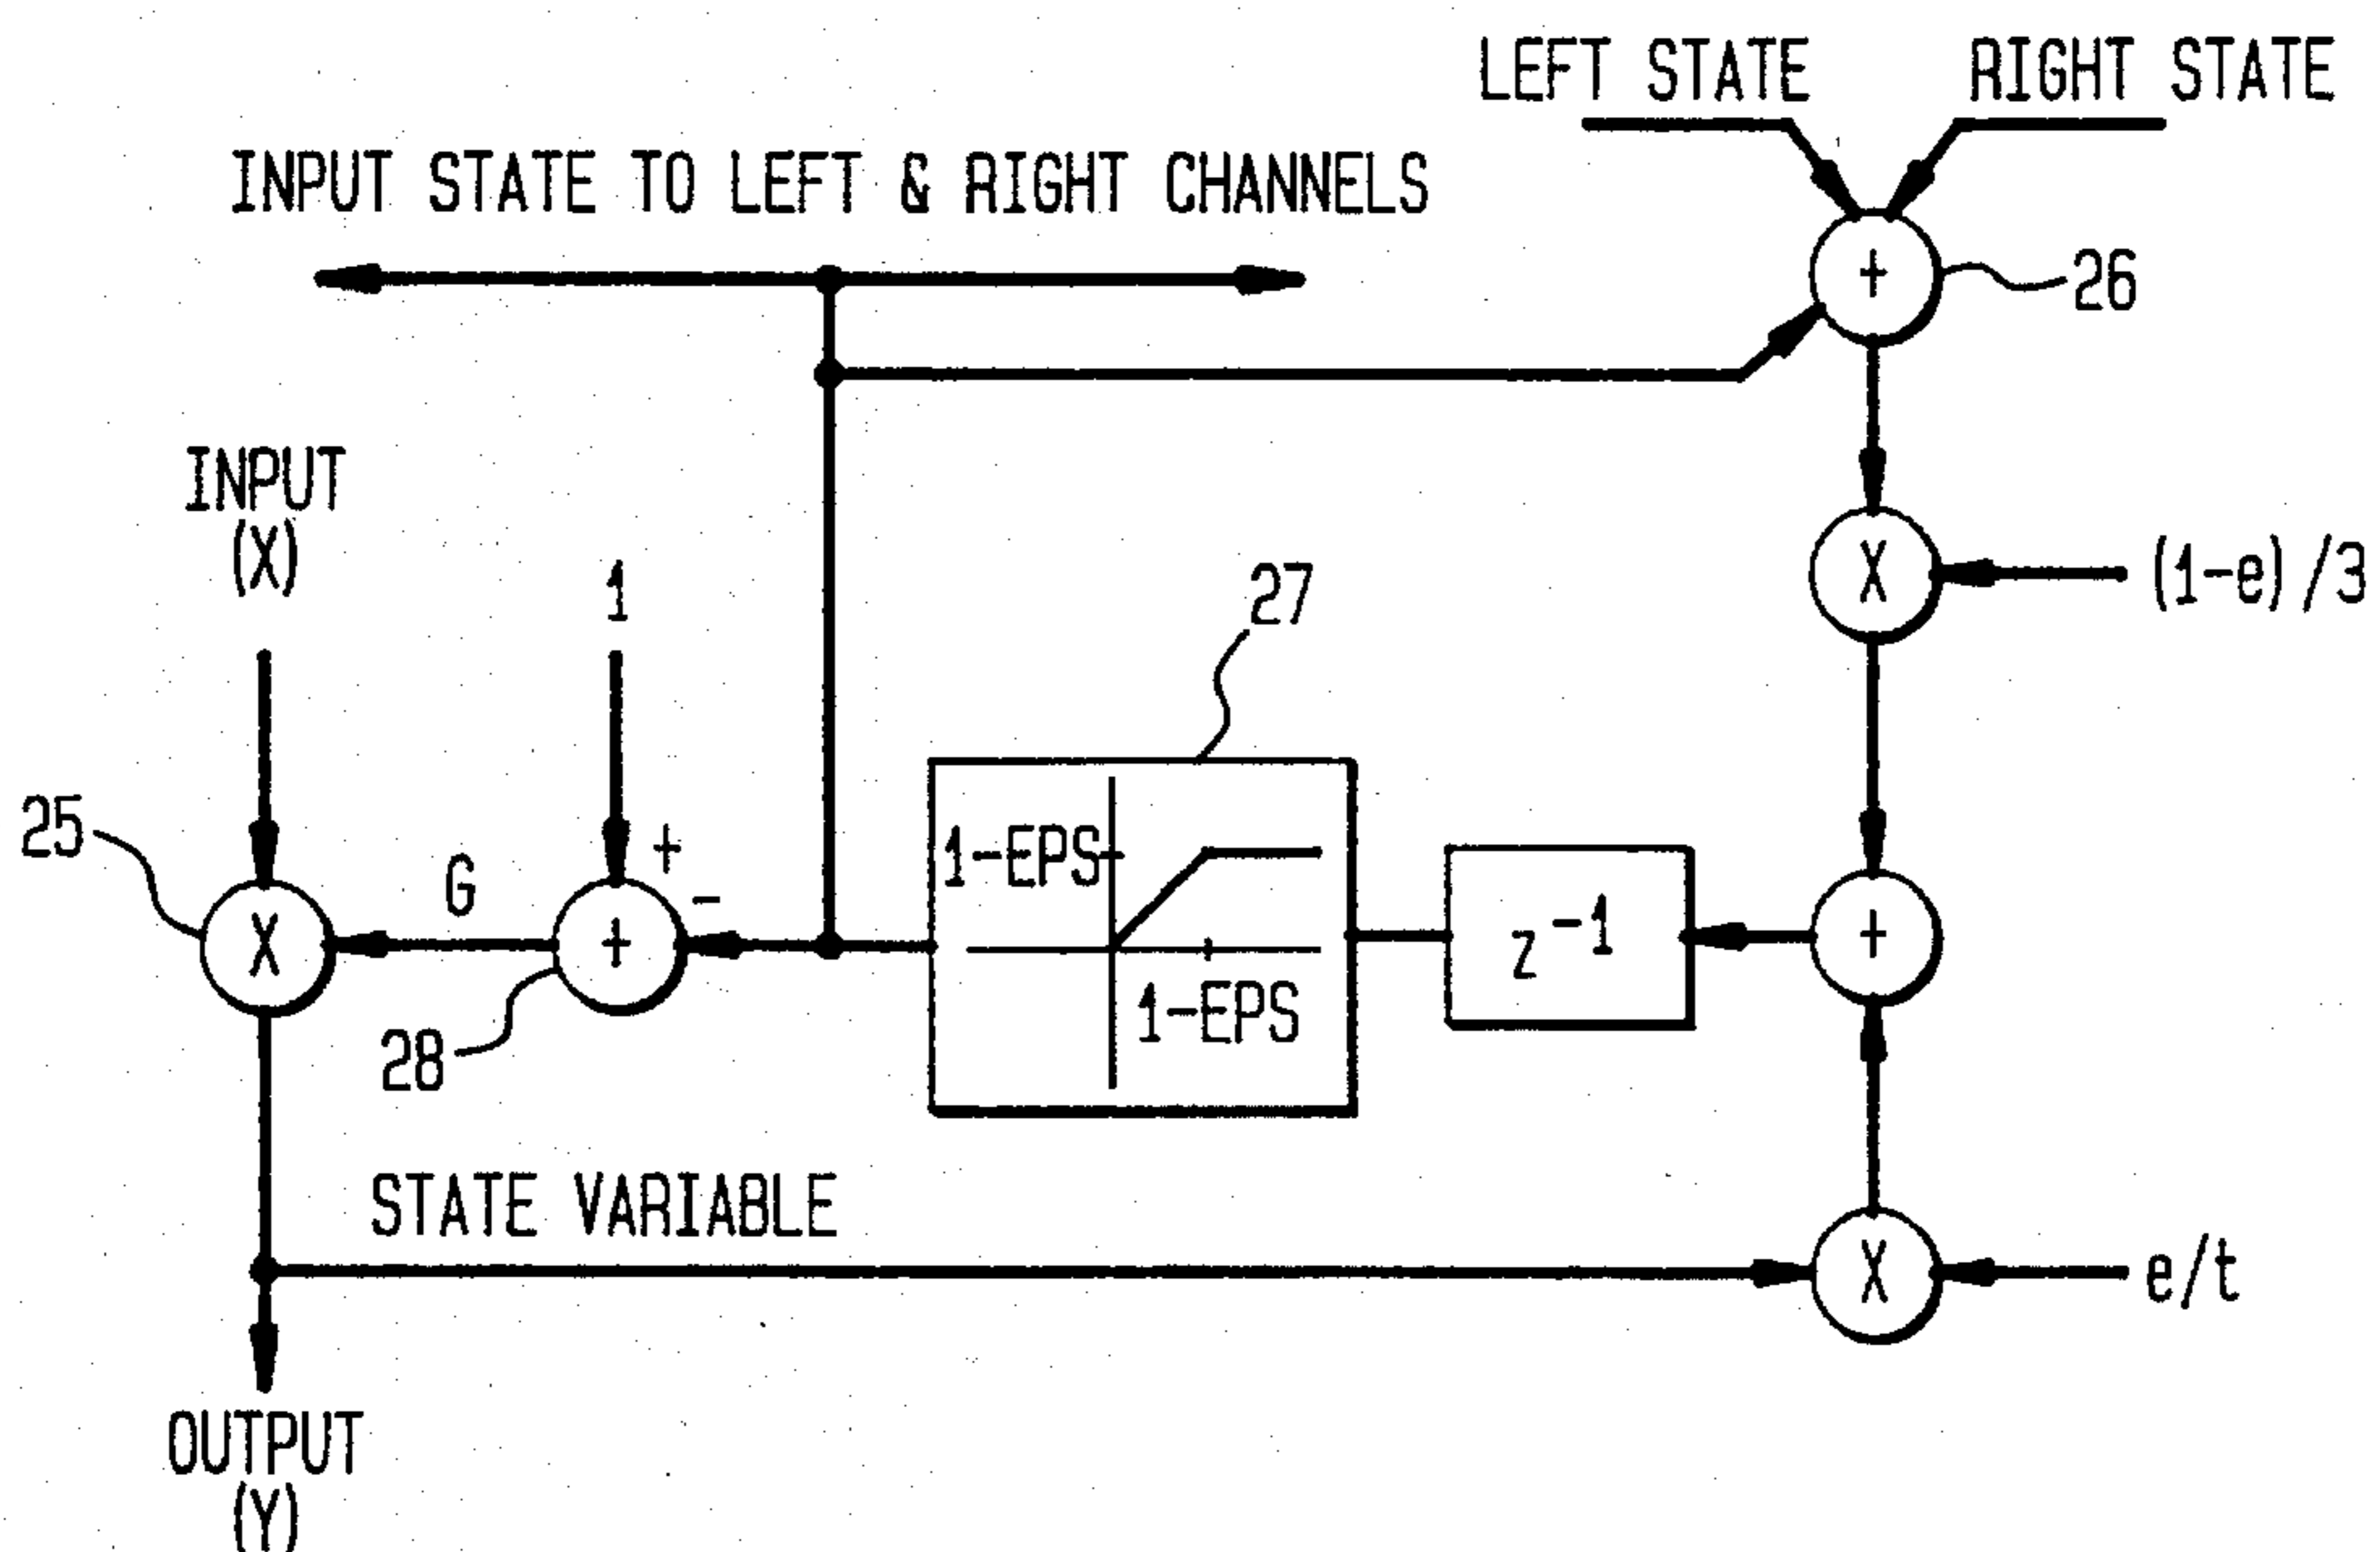 LEFT STATE
RIGHT STATE
INPUT STATE TO LEFT & RIGHT CHANNELS
+
26
INPUT
(X)
1
27
X
(1-e)/3
25
G
+
-
1-EPS
X
+
z⁻¹
+
1-EPS
28
STATE VARIABLE
X
e/t
OUTPUT
(Y)